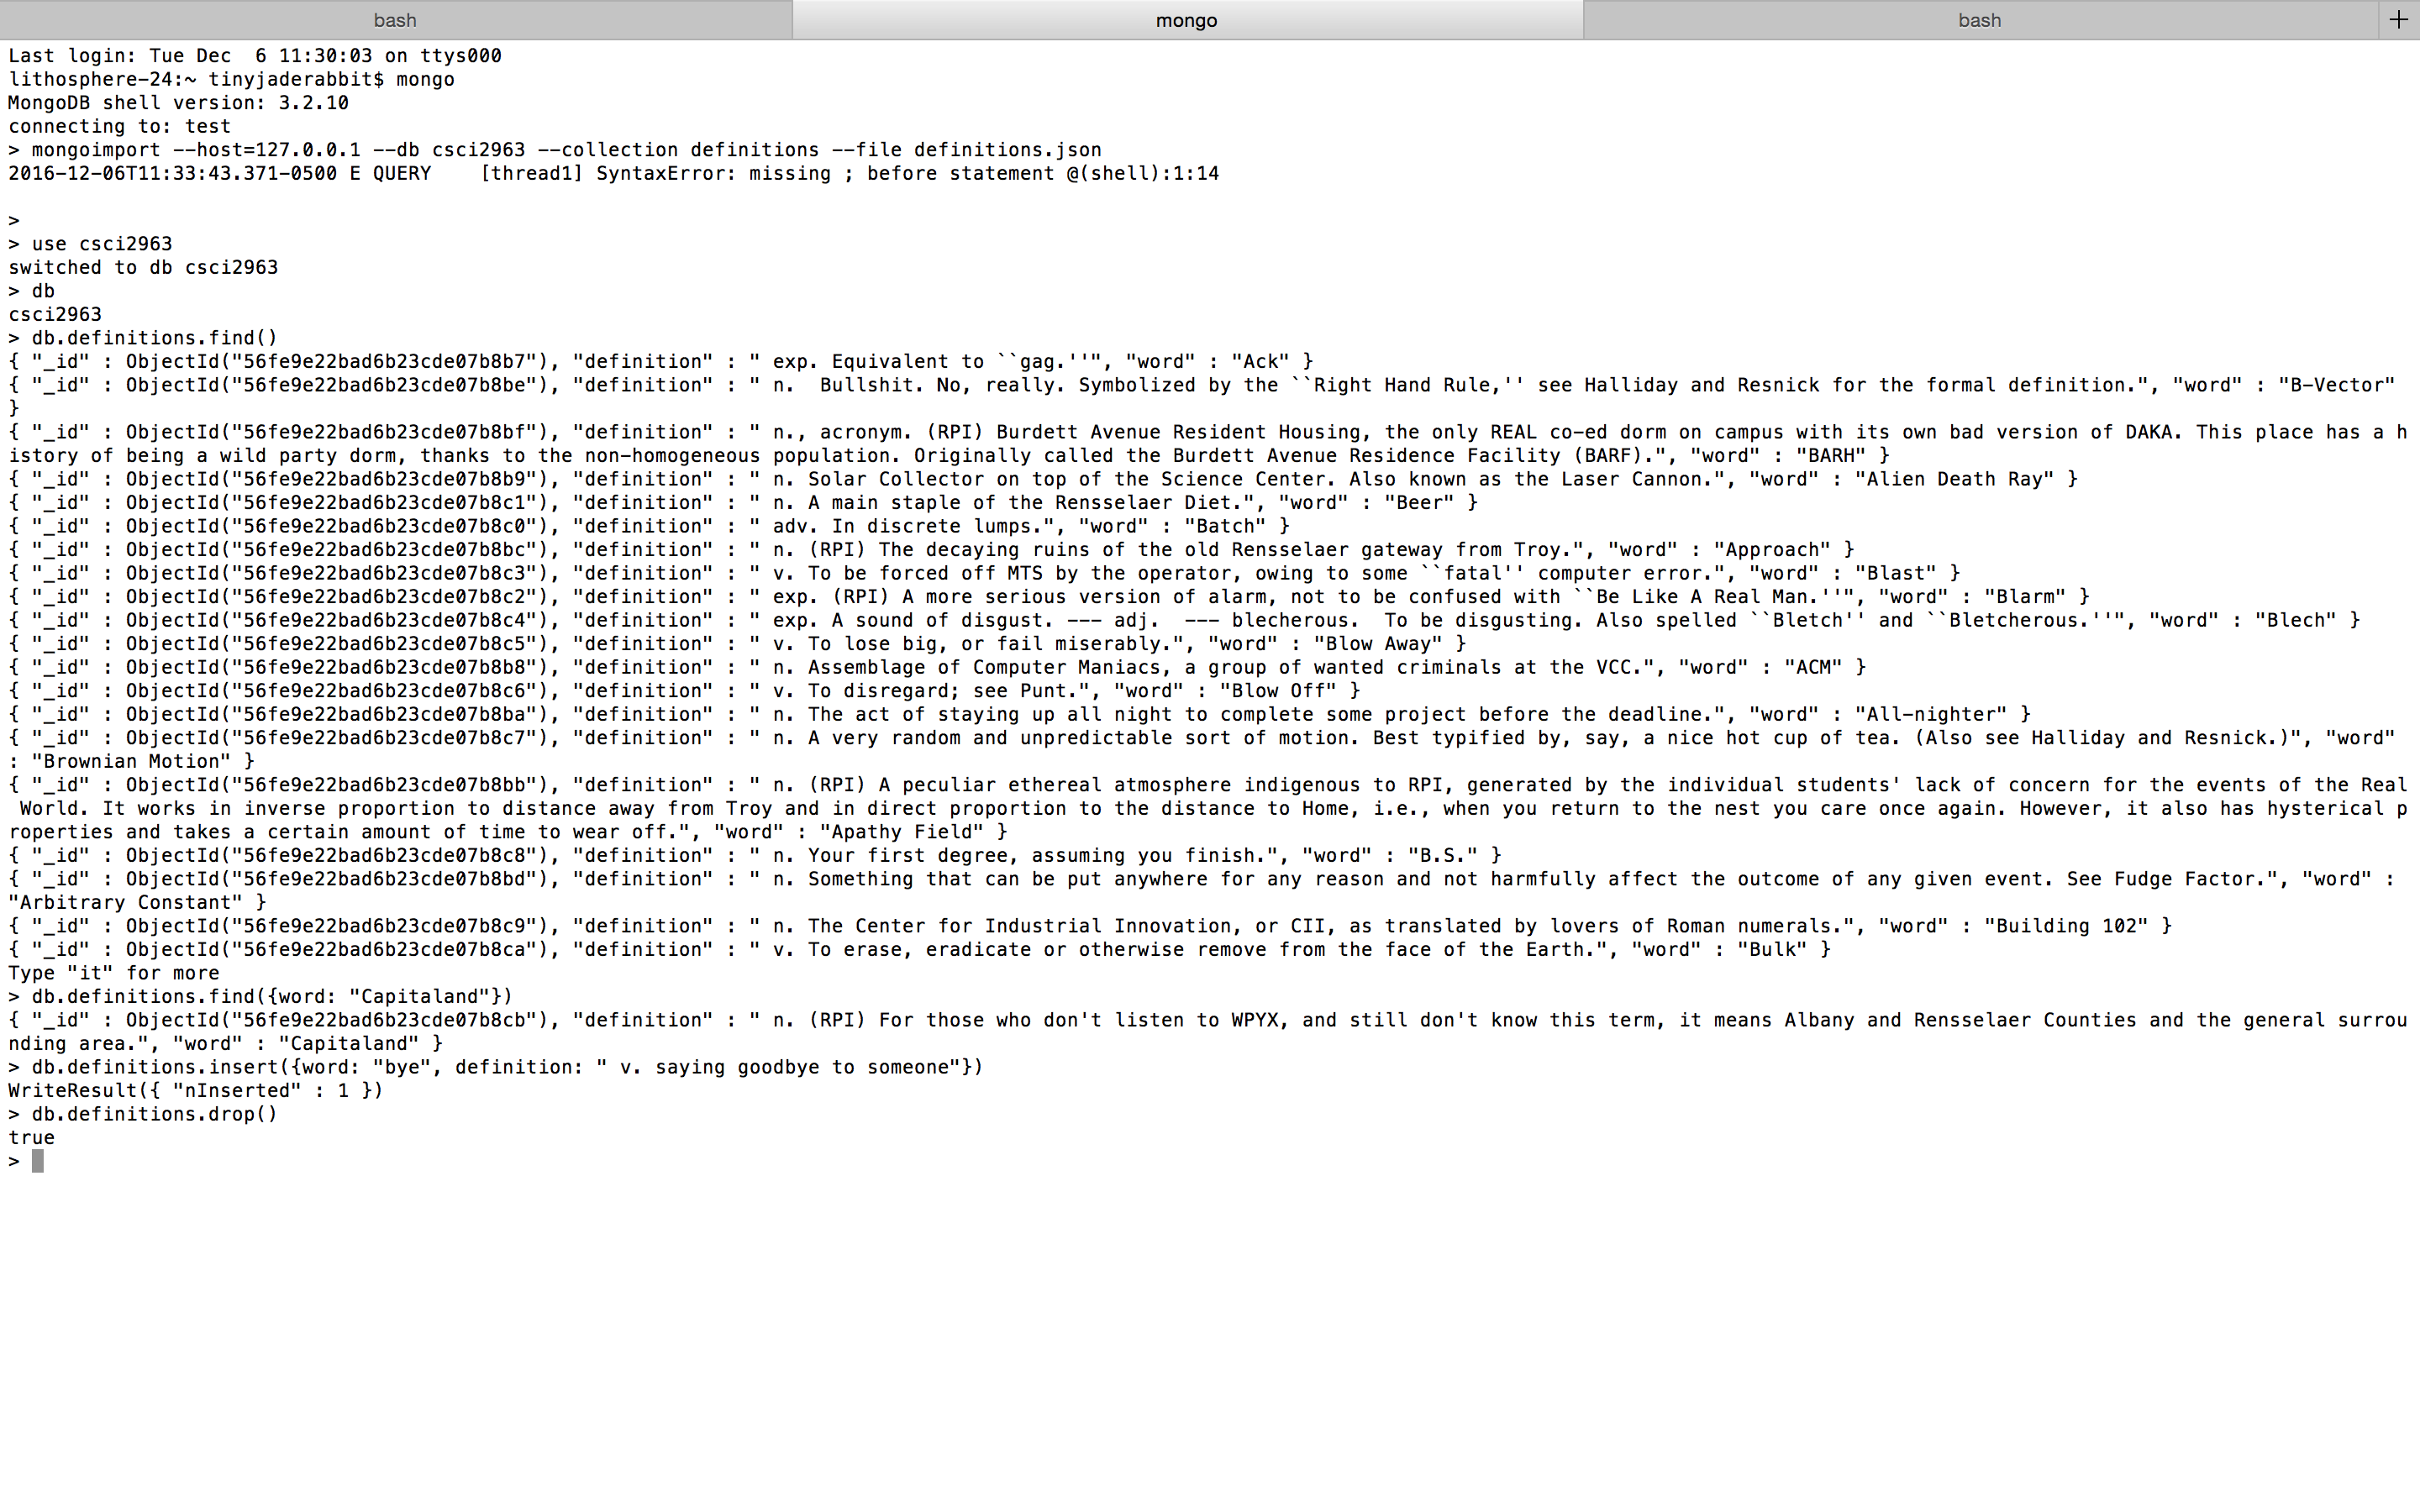 bash mongo bash +
Last login: Tue Dec  6 11:30:03 on ttys000
lithosphere-24:~ tinyjaderabbit$ mongo
MongoDB shell version: 3.2.10
connecting to: test
> mongoimport --host=127.0.0.1 --db csci2963 --collection definitions --file definitions.json
2016-12-06T11:33:43.371-0500 E QUERY    [thread1] SyntaxError: missing ; before statement @(shell):1:14
>
> use csci2963
switched to db csci2963
> db
csci2963
> db.definitions.find()
{ "_id" : ObjectId("56fe9e22bad6b23cde07b8b7"), "definition" : " exp. Equivalent to ``gag.''", "word" : "Ack" }
{ "_id" : ObjectId("56fe9e22bad6b23cde07b8be"), "definition" : " n.  Bullshit. No, really. Symbolized by the ``Right Hand Rule,'' see Halliday and Resnick for the formal definition.", "word" : "B-Vector"
}
{ "_id" : ObjectId("56fe9e22bad6b23cde07b8bf"), "definition" : " n., acronym. (RPI) Burdett Avenue Resident Housing, the only REAL co-ed dorm on campus with its own bad version of DAKA. This place has a h
istory of being a wild party dorm, thanks to the non-homogeneous population. Originally called the Burdett Avenue Residence Facility (BARF).", "word" : "BARH" }
{ "_id" : ObjectId("56fe9e22bad6b23cde07b8b9"), "definition" : " n. Solar Collector on top of the Science Center. Also known as the Laser Cannon.", "word" : "Alien Death Ray" }
{ "_id" : ObjectId("56fe9e22bad6b23cde07b8c1"), "definition" : " n. A main staple of the Rensselaer Diet.", "word" : "Beer" }
{ "_id" : ObjectId("56fe9e22bad6b23cde07b8c0"), "definition" : " adv. In discrete lumps.", "word" : "Batch" }
{ "_id" : ObjectId("56fe9e22bad6b23cde07b8bc"), "definition" : " n. (RPI) The decaying ruins of the old Rensselaer gateway from Troy.", "word" : "Approach" }
{ "_id" : ObjectId("56fe9e22bad6b23cde07b8c3"), "definition" : " v. To be forced off MTS by the operator, owing to some ``fatal'' computer error.", "word" : "Blast" }
{ "_id" : ObjectId("56fe9e22bad6b23cde07b8c2"), "definition" : " exp. (RPI) A more serious version of alarm, not to be confused with ``Be Like A Real Man.''", "word" : "Blarm" }
{ "_id" : ObjectId("56fe9e22bad6b23cde07b8c4"), "definition" : " exp. A sound of disgust. --- adj.  --- blecherous.  To be disgusting. Also spelled ``Bletch'' and ``Bletcherous.''", "word" : "Blech" }
{ "_id" : ObjectId("56fe9e22bad6b23cde07b8c5"), "definition" : " v. To lose big, or fail miserably.", "word" : "Blow Away" }
{ "_id" : ObjectId("56fe9e22bad6b23cde07b8b8"), "definition" : " n. Assemblage of Computer Maniacs, a group of wanted criminals at the VCC.", "word" : "ACM" }
{ "_id" : ObjectId("56fe9e22bad6b23cde07b8c6"), "definition" : " v. To disregard; see Punt.", "word" : "Blow Off" }
{ "_id" : ObjectId("56fe9e22bad6b23cde07b8ba"), "definition" : " n. The act of staying up all night to complete some project before the deadline.", "word" : "All-nighter" }
{ "_id" : ObjectId("56fe9e22bad6b23cde07b8c7"), "definition" : " n. A very random and unpredictable sort of motion. Best typified by, say, a nice hot cup of tea. (Also see Halliday and Resnick.)", "word"
: "Brownian Motion" }
{ "_id" : ObjectId("56fe9e22bad6b23cde07b8bb"), "definition" : " n. (RPI) A peculiar ethereal atmosphere indigenous to RPI, generated by the individual students' lack of concern for the events of the Real
 World. It works in inverse proportion to distance away from Troy and in direct proportion to the distance to Home, i.e., when you return to the nest you care once again. However, it also has hysterical p
roperties and takes a certain amount of time to wear off.", "word" : "Apathy Field" }
{ "_id" : ObjectId("56fe9e22bad6b23cde07b8c8"), "definition" : " n. Your first degree, assuming you finish.", "word" : "B.S." }
{ "_id" : ObjectId("56fe9e22bad6b23cde07b8bd"), "definition" : " n. Something that can be put anywhere for any reason and not harmfully affect the outcome of any given event. See Fudge Factor.", "word" :
"Arbitrary Constant" }
{ "_id" : ObjectId("56fe9e22bad6b23cde07b8c9"), "definition" : " n. The Center for Industrial Innovation, or CII, as translated by lovers of Roman numerals.", "word" : "Building 102" }
{ "_id" : ObjectId("56fe9e22bad6b23cde07b8ca"), "definition" : " v. To erase, eradicate or otherwise remove from the face of the Earth.", "word" : "Bulk" }
Type "it" for more
> db.definitions.find({word: "Capitaland"})
{ "_id" : ObjectId("56fe9e22bad6b23cde07b8cb"), "definition" : " n. (RPI) For those who don't listen to WPYX, and still don't know this term, it means Albany and Rensselaer Counties and the general surrou
nding area.", "word" : "Capitaland" }
> db.definitions.insert({word: "bye", definition: " v. saying goodbye to someone"})
WriteResult({ "nInserted" : 1 })
> db.definitions.drop()
true
>